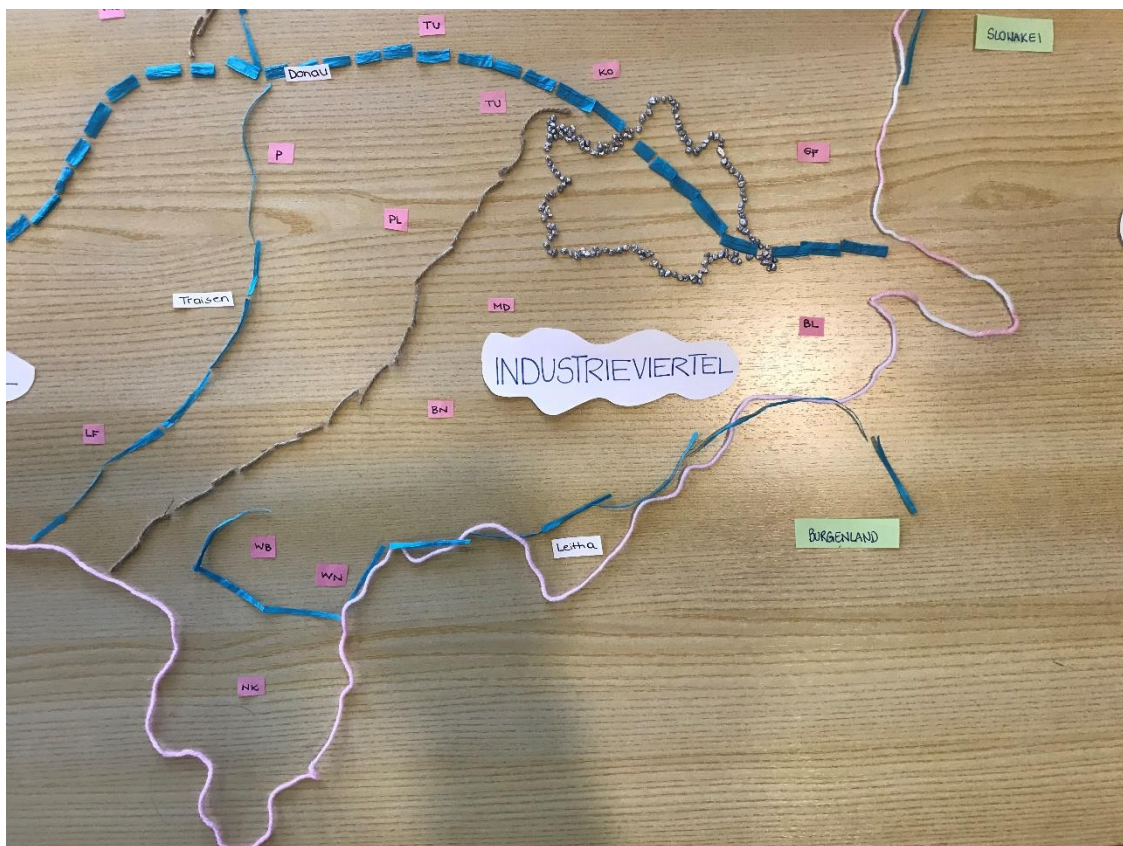 TU
SLOWAKEI
Donau
KO
TU
P
GF
PL
Traisen
MD
BL
INDUSTRIEVIERTEL
BN
LF
BURGENLAND
WB
Leitha
WN
NK